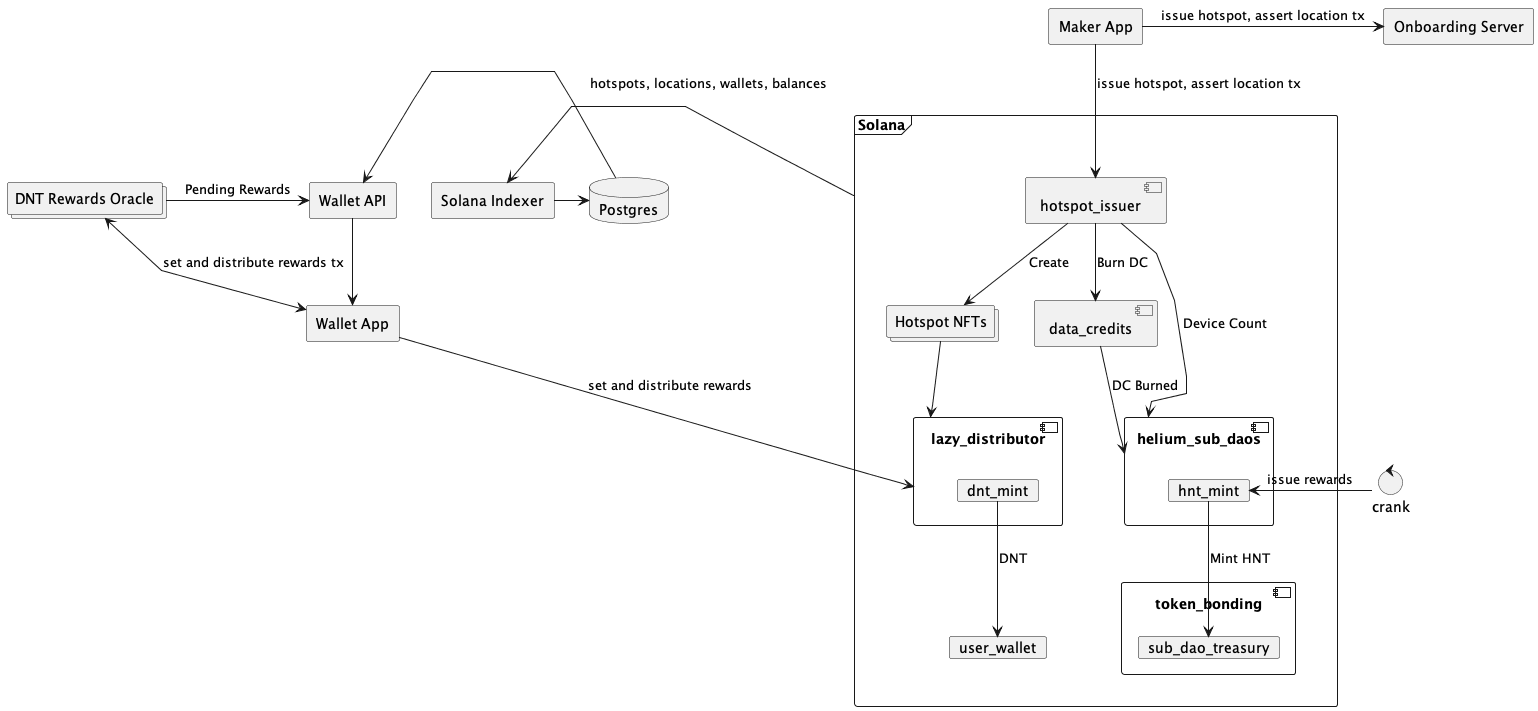 Maker App
issue hotspot, assert location tx
Onboarding Server
hotspots, locations, wallets, balances
issue hotspot, assert location tx
Solana
DNT Rewards Oracle
Pending Rewards
Wallet API
Solana Indexer
Postgres
hotspot_issuer
set and distribute rewards tx
Create
Burn DC
Wallet App
Hotspot NFTs
data_credits
Device Count
set and distribute rewards
DC Burned
lazy_distributor
helium_sub_daos
dnt_mint
hnt_mint
issue rewards
crank
DNT
Mint HNT
token_bonding
user_wallet
sub_dao_treasury